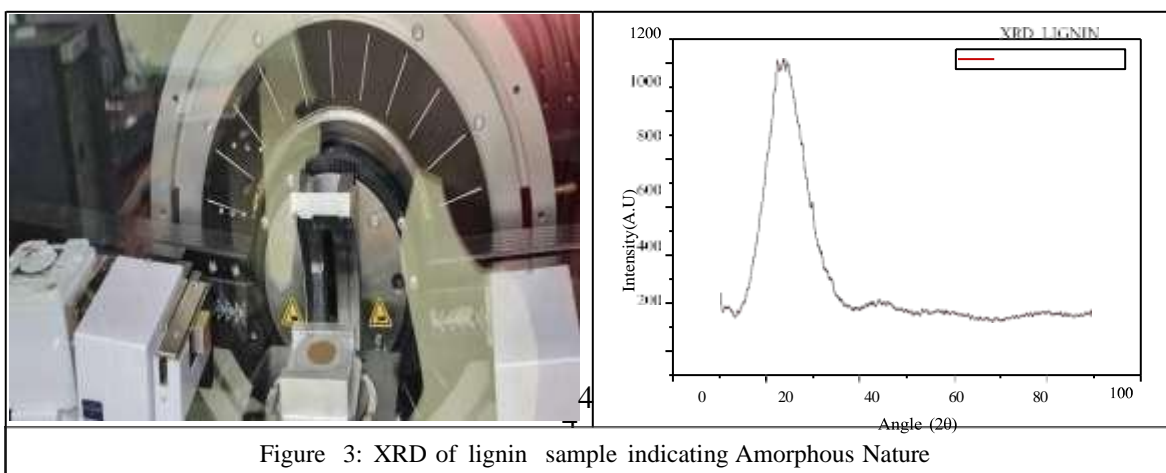 XRD LIGNIN
1200
1000
800
600
400
200
Intensity(A.U)
0 20 40 60 80 100
Angle (2θ)
4
Figure 3: XRD of lignin sample indicating Amorphous Nature